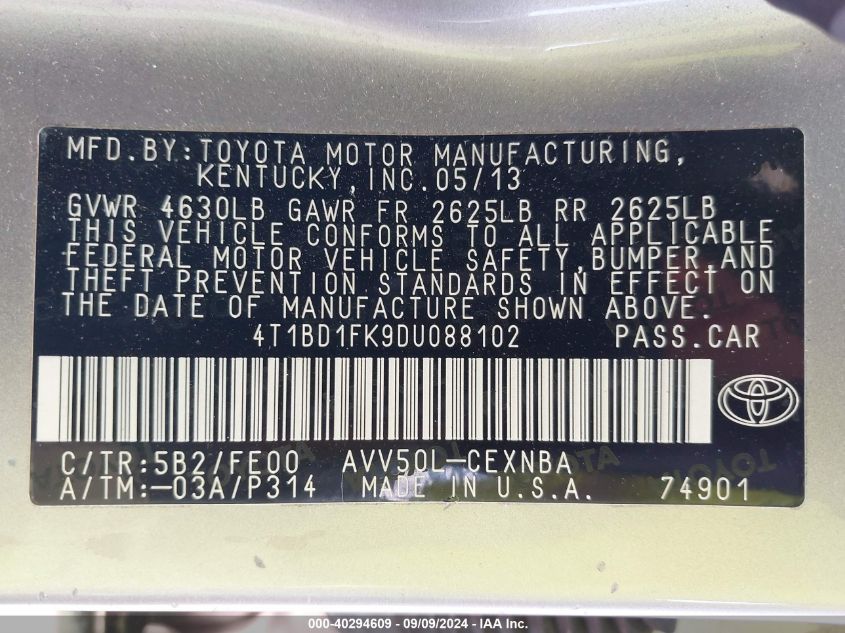 MFD.BY:TOYOTA MOTOR MANUFACTURING,
KENTUCKY,INC.05/13
GVWR 4630LB GAWR FR 2625LB RR 2625LB
THIS VEHICLE CONFORMS TO ALL APPLICABLE
FEDERAL MOTOR VEHICLE SAFETY,BUMPER,AND
THEFT PREVENTION STANDARDS IN EFFECT ON
THE DATE OF MANUFACTURE SHOWN ABOVE.
4T1BD1FK9DU088102 PASS.CAR
C/TR:5B2/FE00 AVV50L-CEXNBA
A/TM:-03A/P314 MADE IN U.S.A. 74901
000-40294609 - 09/09/2024 - IAA Inc.